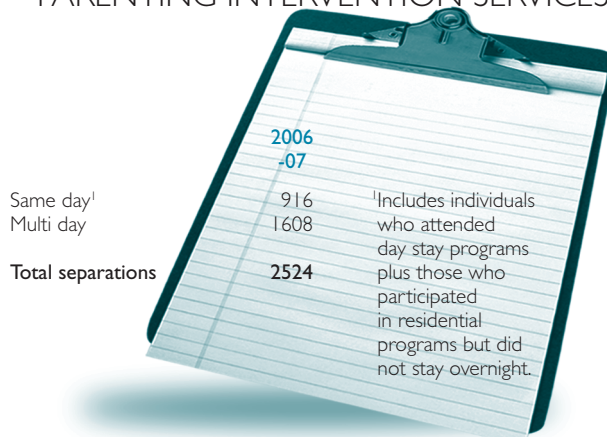 PARENTING INTERVENTION SERVICES
2006
-07
Same day¹ 916
Multi day 1608
Total separations 2524
¹Includes individuals
who attended
day stay programs
plus those who
participated
in residential
programs but did
not stay overnight.